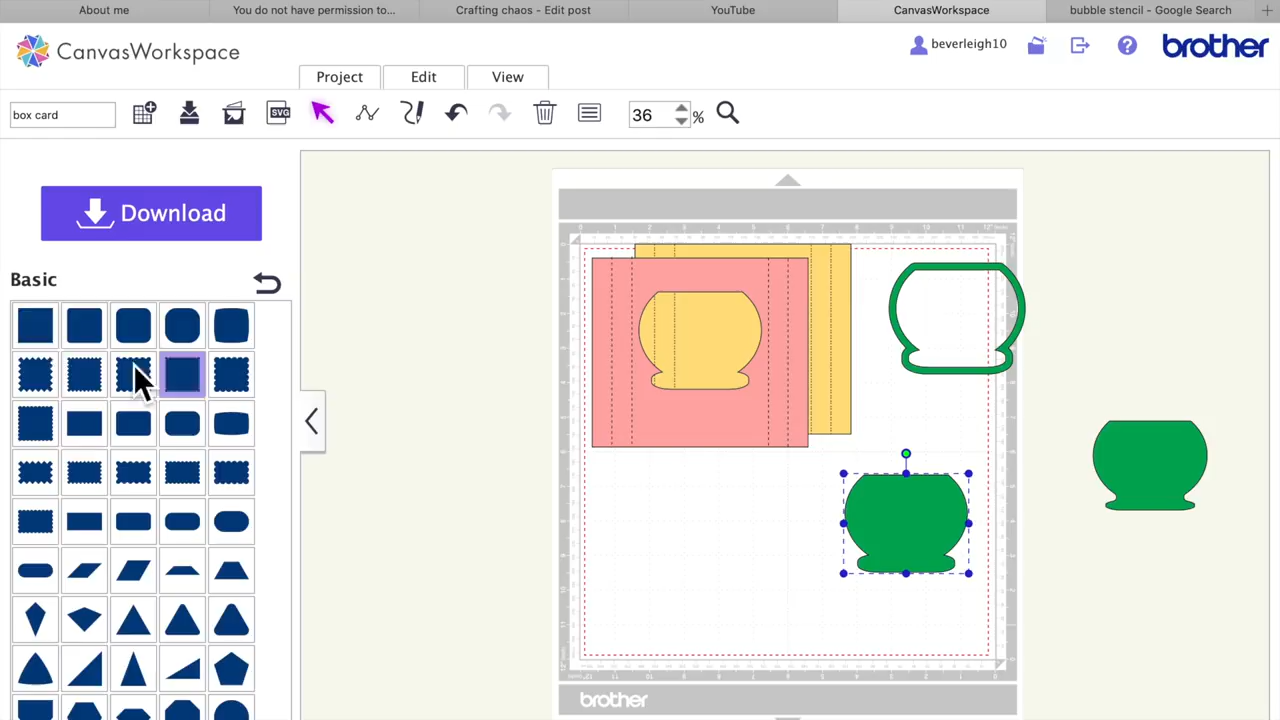 About me
You do not have permission to...
Crafting chaos - Edit post
YouTube
CanvasWorkspace
bubble stencil - Google Search
CanvasWorkspace
beverleigh10
brother
Project
Edit
View
box card
SVG
36
%
Download
Basic
brother